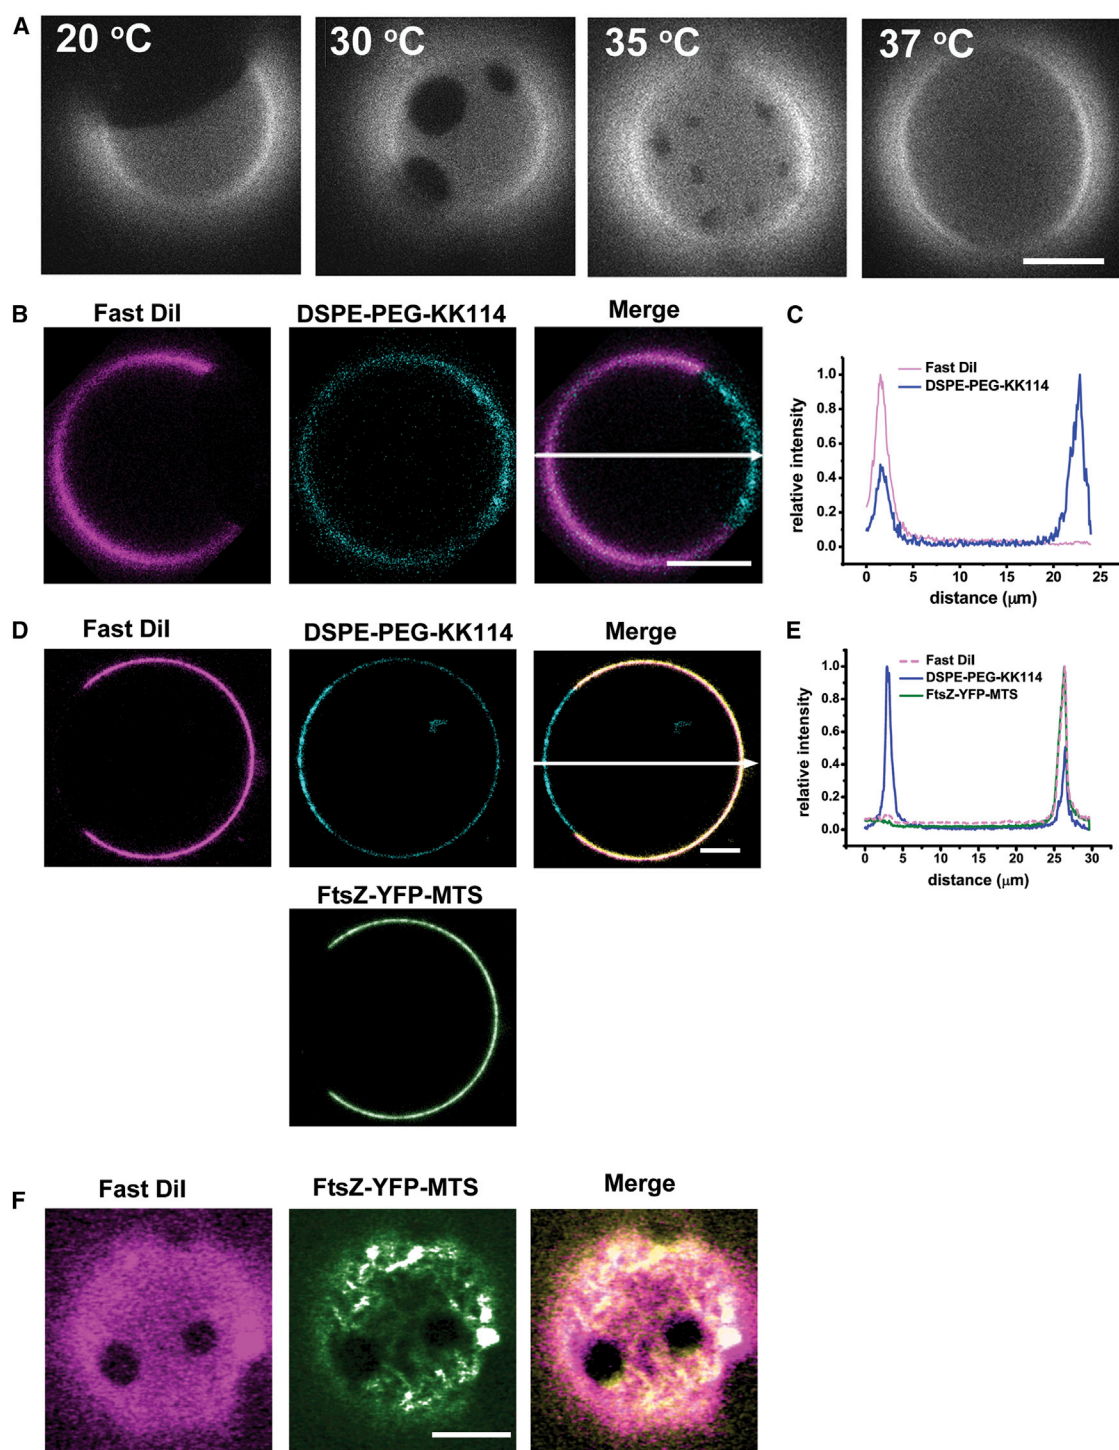 A
20 °C
30 °C
35 °C
37 °C
B
Fast DiI
DSPE-PEG-KK114
Merge
C
Fast DiI
DSPE-PEG-KK114
relative intensity
1.0
0.8
0.6
0.4
0.2
0.0
0 5 10 15 20 25
distance (μm)
D
Fast DiI
DSPE-PEG-KK114
Merge
E
Fast DiI
DSPE-PEG-KK114
FtsZ-YFP-MTS
relative intensity
1.0
0.8
0.6
0.4
0.2
0.0
0 5 10 15 20 25 30
distance (μm)
FtsZ-YFP-MTS
F
Fast DiI
FtsZ-YFP-MTS
Merge